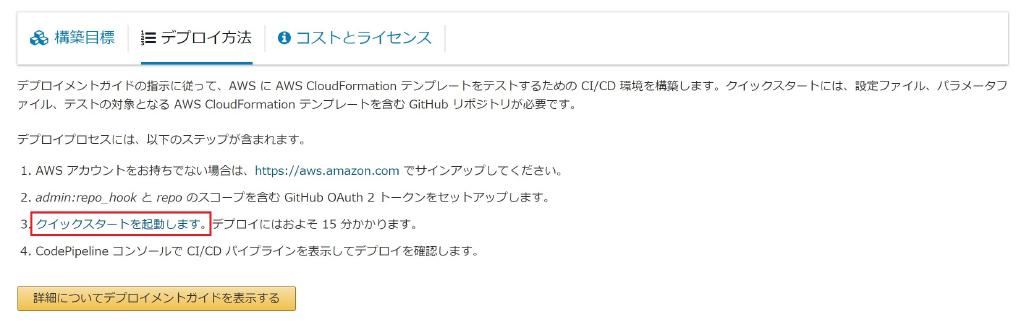 構築目標 デプロイ方法 コストとライセンス
デプロイメントガイドの指示に従って、AWS に AWS CloudFormation テンプレートをテストするための CI/CD 環境を構築します。クイックスタートには、設定ファイル、パラメータフ
ァイル、テストの対象となる AWS CloudFormation テンプレートを含む GitHub リポジトリが必要です。
デプロイプロセスには、以下のステップが含まれます。
1. AWS アカウントをお持ちでない場合は、https://aws.amazon.com でサインアップしてください。
2. admin:repo_hook と repo のスコープを含む GitHub OAuth 2 トークンをセットアップします。
3. クイックスタートを起動します。デプロイにはおよそ 15 分かかります。
4. CodePipeline コンソールで CI/CD パイプラインを表示してデプロイを確認します。
詳細についてデプロイメントガイドを表示する